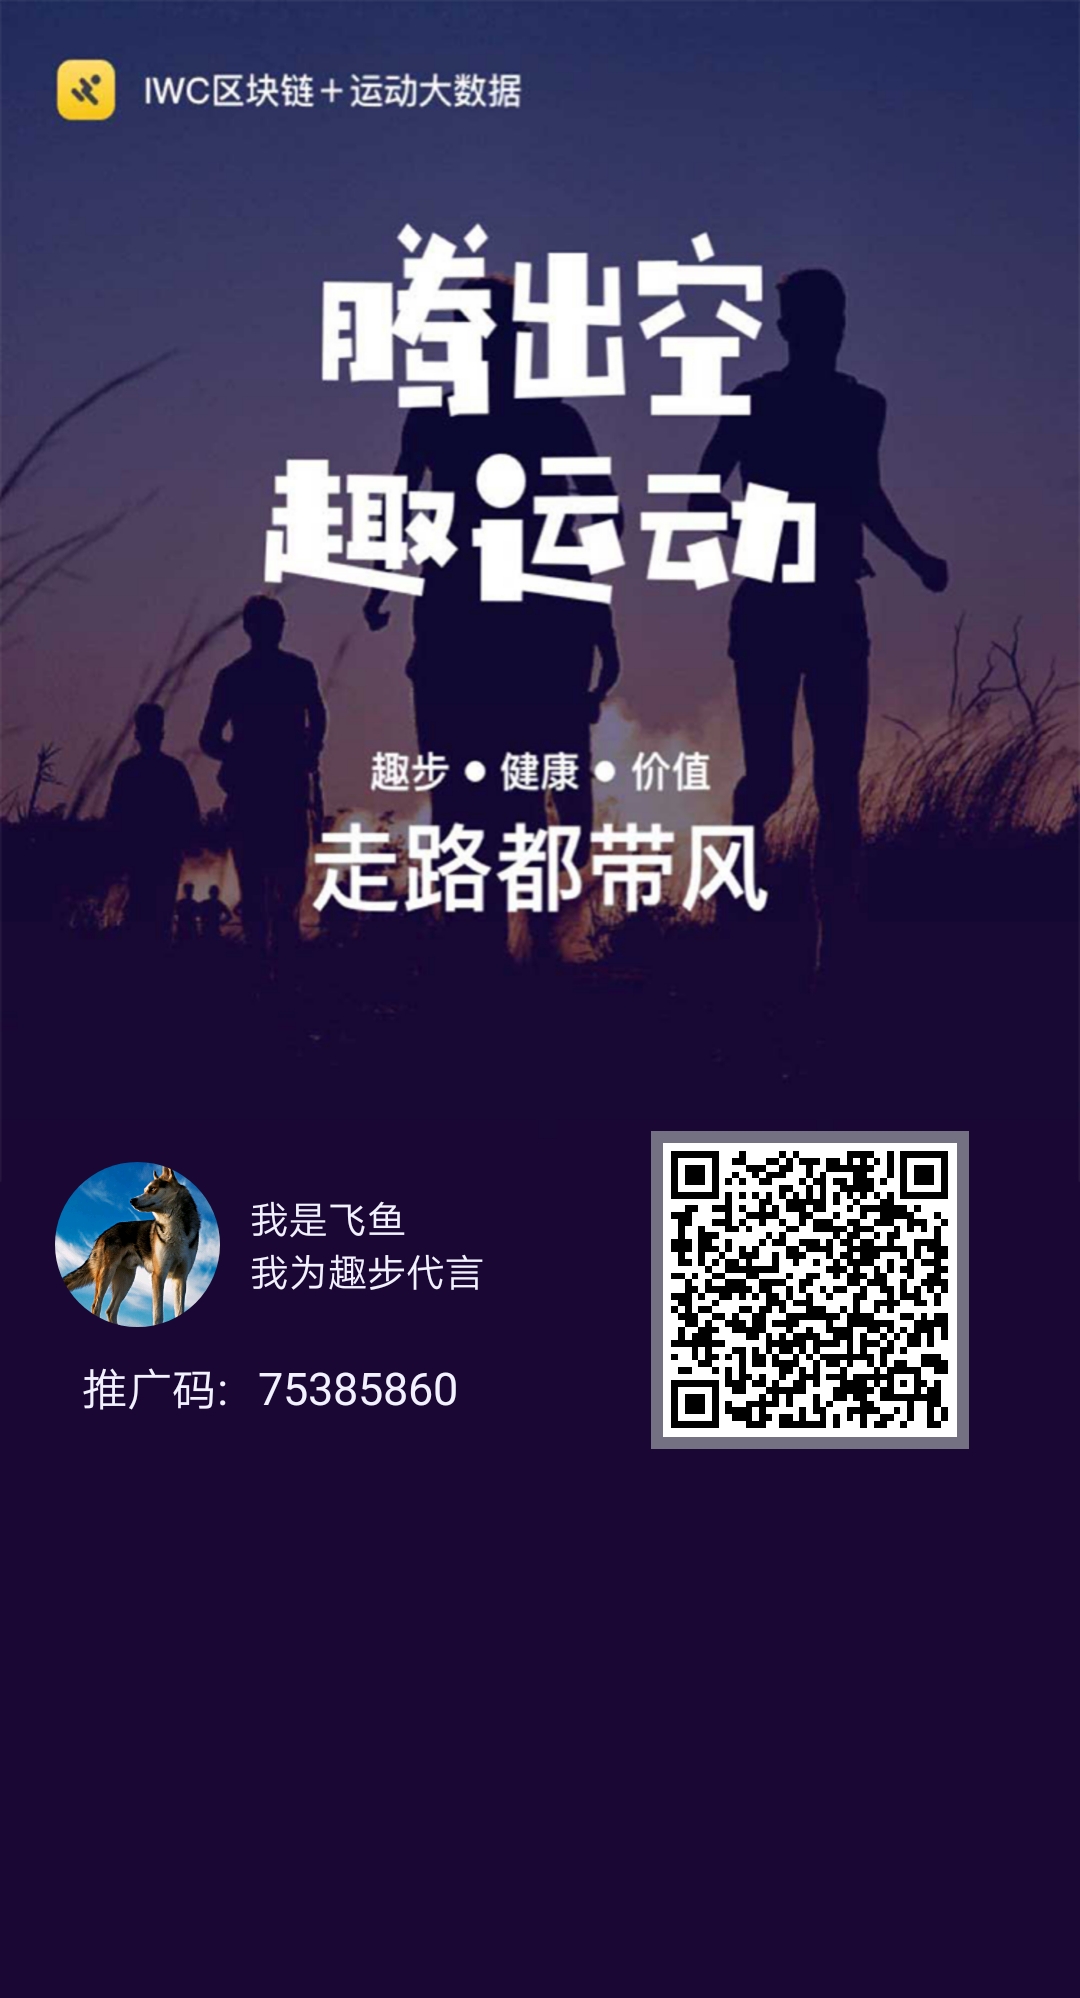 IWC区块链+运动大数据
腾出空
趣运动
趣步●健康●价值
走路都带风
我是飞鱼
我为趣步代言
推广码: 75385860